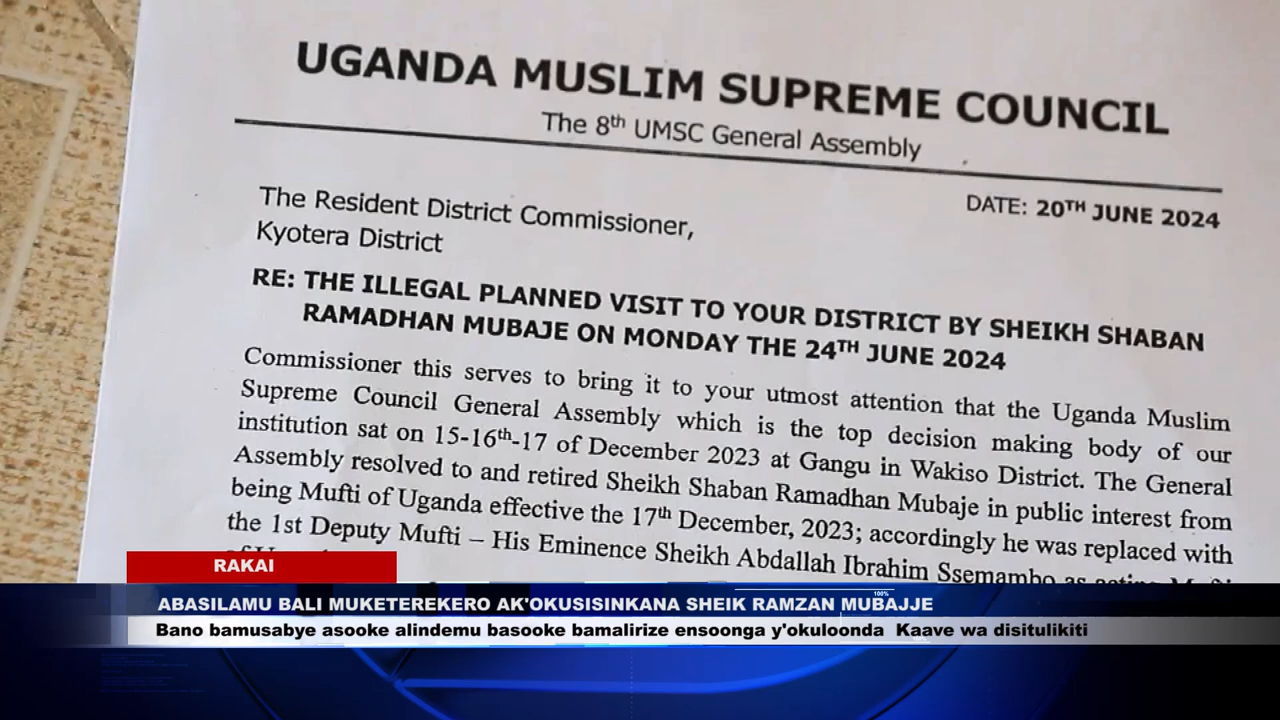 UGANDA MUSLIM SUPREME COUNCIL
The 8th UMSC General Assembly
DATE: 20TH JUNE 2024
The Resident District Commissioner,
Kyotera District
RE: THE ILLEGAL PLANNED VISIT TO YOUR DISTRICT BY SHEIKH SHABAN
RAMADHAN MUBAJE ON MONDAY THE 24TH JUNE 2024
Commissioner this serves to bring it to your utmost attention that the Uganda Muslim
Supreme Council General Assembly which is the top decision making body of our
institution sat on 15-16th-17 of December 2023 at Gangu in Wakiso District. The General
Assembly resolved to and retired Sheikh Shaban Ramadhan Mubaje in public interest from
being Mufti of Uganda effective the 17th December, 2023; accordingly he was replaced with
the 1st Deputy Mufti – His Eminence Sheikh Abdallah Ibrahim Ssemambo as acting Mufti
RAKAI
100%
ABASILAMU BALI MUKETEREKERO AK'OKUSISINKANA SHEIK RAMZAN MUBAJJE
Bano bamusabye asooke alindemu basooke bamalirize ensoonga y'okuloonda Kaave wa disitulikiti